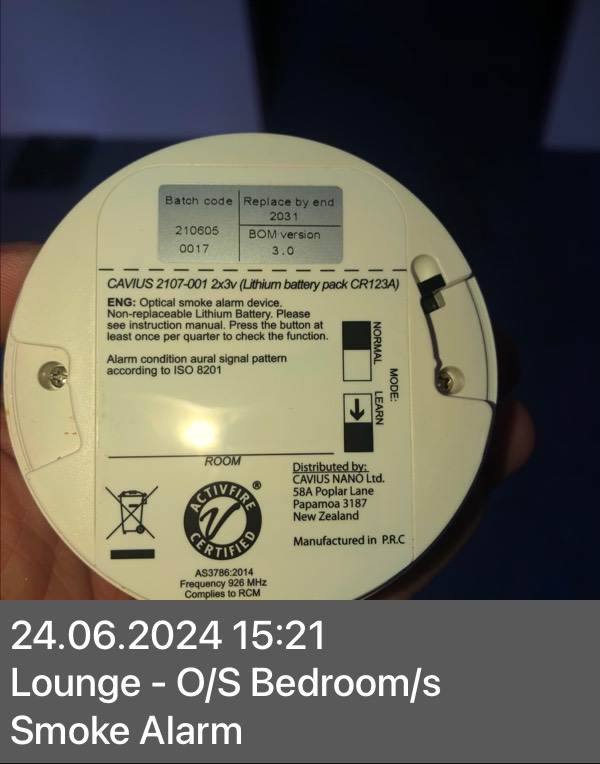 Batch code
210605
0017
Replace by end
2031
BOM version
3.0
CAVIUS 2107-001 2x3v (Lithium battery pack CR123A)
ENG: Optical smoke alarm device.
Non-replaceable Lithium Battery. Please
see instruction manual. Press the button at
least once per quarter to check the function.
Alarm condition aural signal pattern
according to ISO 8201
NORMAL
MODE:
LEARN
ROOM
ACTIVFIRE
®
CERTIFIED
Distributed by:
CAVIUS NANO Ltd.
58A Poplar Lane
Papamoa 3187
New Zealand
Manufactured in P.R.C
AS3786:2014
Frequency 926 MHz
Complies to RCM
24.06.2024 15:21
Lounge - O/S Bedroom/s
Smoke Alarm